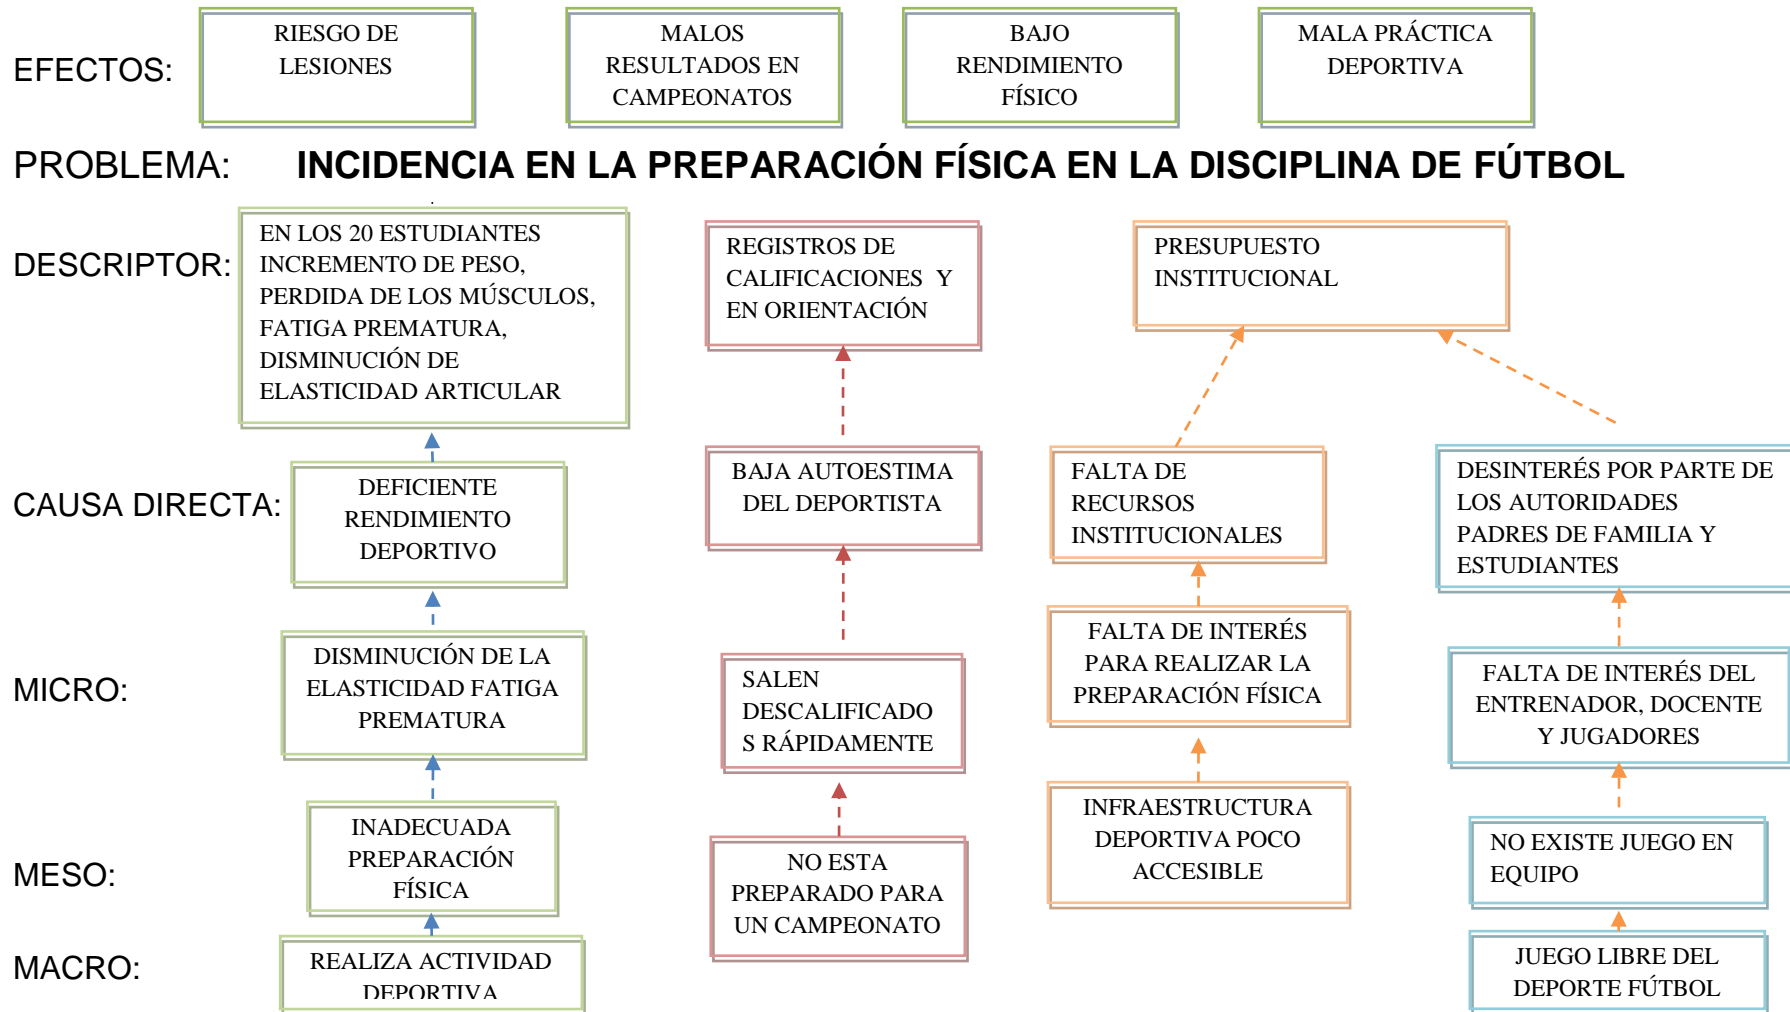 EFECTOS:
RIESGO DE
LESIONES
MALOS
RESULTADOS EN
CAMPEONATOS
BAJO
RENDIMIENTO
FÍSICO
MALA PRÁCTICA
DEPORTIVA
PROBLEMA: INCIDENCIA EN LA PREPARACIÓN FÍSICA EN LA DISCIPLINA DE FÚTBOL
DESCRIPTOR:
EN LOS 20 ESTUDIANTES
INCREMENTO DE PESO,
PERDIDA DE LOS MÚSCULOS,
FATIGA PREMATURA,
DISMINUCIÓN DE
ELASTICIDAD ARTICULAR
REGISTROS DE
CALIFICACIONES Y
EN ORIENTACIÓN
PRESUPUESTO
INSTITUCIONAL
CAUSA DIRECTA:
DEFICIENTE
RENDIMIENTO
DEPORTIVO
BAJA AUTOESTIMA
DEL DEPORTISTA
FALTA DE
RECURSOS
INSTITUCIONALES
DESINTERÉS POR PARTE DE
LOS AUTORIDADES
PADRES DE FAMILIA Y
ESTUDIANTES
MICRO:
DISMINUCIÓN DE LA
ELASTICIDAD FATIGA
PREMATURA
SALEN
DESCALIFICADO
S RÁPIDAMENTE
FALTA DE INTERÉS
PARA REALIZAR LA
PREPARACIÓN FÍSICA
FALTA DE INTERÉS DEL
ENTRENADOR, DOCENTE
Y JUGADORES
MESO:
INADECUADA
PREPARACIÓN
FÍSICA
NO ESTA
PREPARADO PARA
UN CAMPEONATO
INFRAESTRUCTURA
DEPORTIVA POCO
ACCESIBLE
NO EXISTE JUEGO EN
EQUIPO
MACRO:
REALIZA ACTIVIDAD
DEPORTIVA
JUEGO LIBRE DEL
DEPORTE FÚTBOL